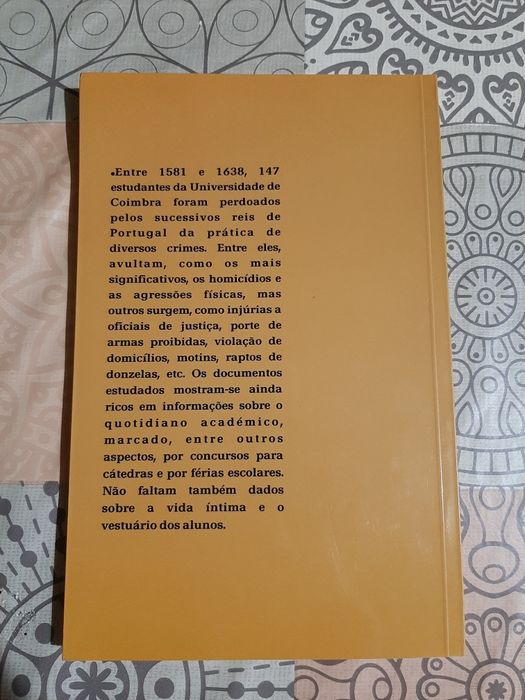 •Entre 1581 e 1638, 147
estudantes da Universidade de
Coimbra foram perdoados
pelos sucessivos reis de
Portugal da prática de
diversos crimes. Entre eles,
avultam, como os mais
significativos, os homicídios e
as agressões físicas, mas
outros surgem, como injúrias a
oficiais de justiça, porte de
armas proibidas, violação de
domicílios, motins, raptos de
donzelas, etc. Os documentos
estudados mostram-se ainda
ricos em informações sobre o
quotidiano académico,
marcado, entre outros
aspectos, por concursos para
cátedras e por férias escolares.
Não faltam também dados
sobre a vida íntima e o
vestuário dos alunos.